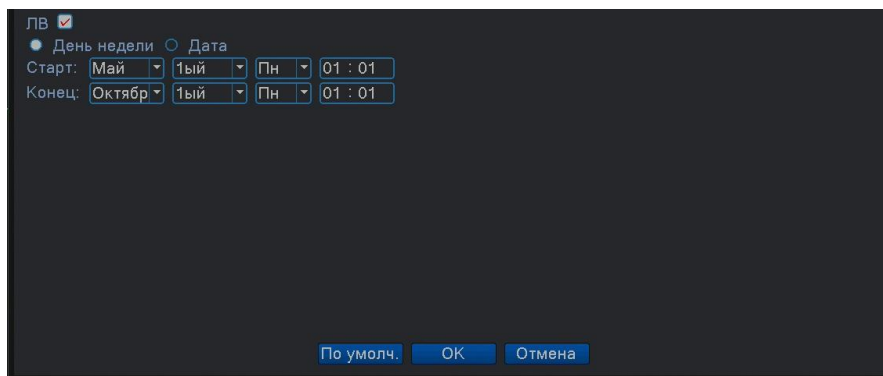 ЛВ
День недели Дата
Старт: Май 1ый Пн 01 : 01
Конец: Октябр 1ый Пн 01 : 01
По умолч. OK Отмена